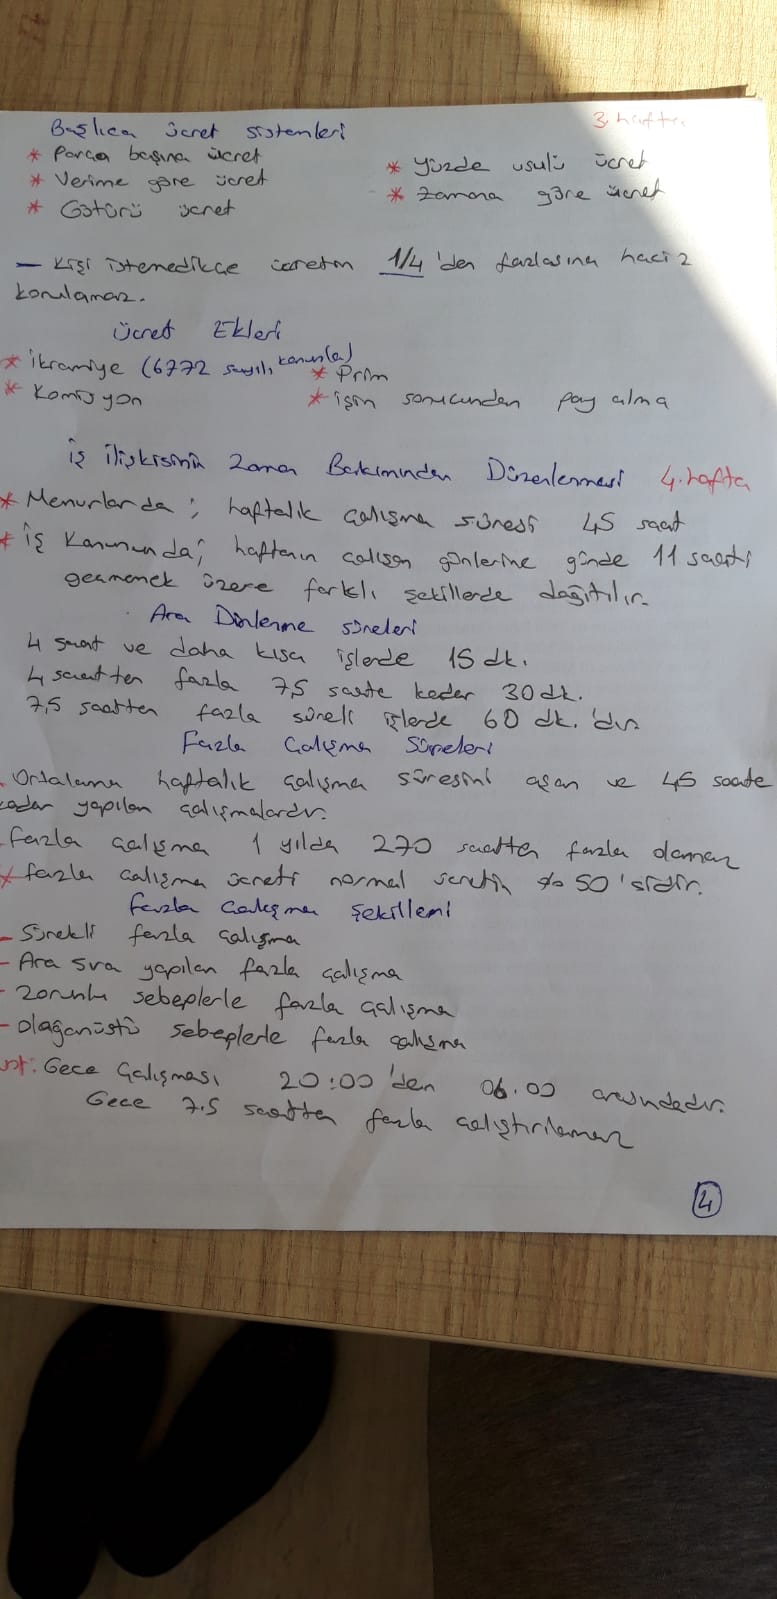 3. hafta
Başlıca ücret sistemleri
* Parça başına ücret
* Verime göre ücret
* Götürü ücret
* yüzde usulü ücret
* zamana göre ücret
– Kişi istemedikçe ücretin 1/4 'den fazlasına haciz
konulamaz.
Ücret Ekleri
* İkramiye (6772 sayılı kanunla)
* Prim
* Komisyon
* işin sonucundan pay alma
İş ilişkisinin Zaman Bakımından Düzenlenmesi 4. hafta
* Memurlarda; haftalık çalışma süresi 45 saat
* İş Kanununda; haftanın çalışan günlerine günde 11 saati
geçmemek üzere farklı şekillerde dağıtılır.
Ara Dinlenme süreleri
4 saat ve daha kısa işlerde 15 dk.
4 saatten fazla 7,5 saate kadar 30 dk.
7,5 saatten fazla süreli işlerde 60 dk.'dır
Fazla Çalışma Süreleri
Ortalama haftalık çalışma süresini aşan ve 45 saate
kadar yapılan çalışmalardır.
Fazla çalışma 1 yılda 270 saatten fazla olamaz
* fazla çalışma ücreti normal ücretin % 50'sidir.
Fazla Çalışma Şekilleri
- Sürekli fazla çalışma
- Ara sıra yapılan fazla çalışma
- Zorunlu sebeplerle fazla çalışma
- olağanüstü sebeplerle fazla çalışma
not: Gece Çalışması 20:00'den 06.00 arasındadır.
Gece 7.5 saatten fazla çalıştırılamaz
4